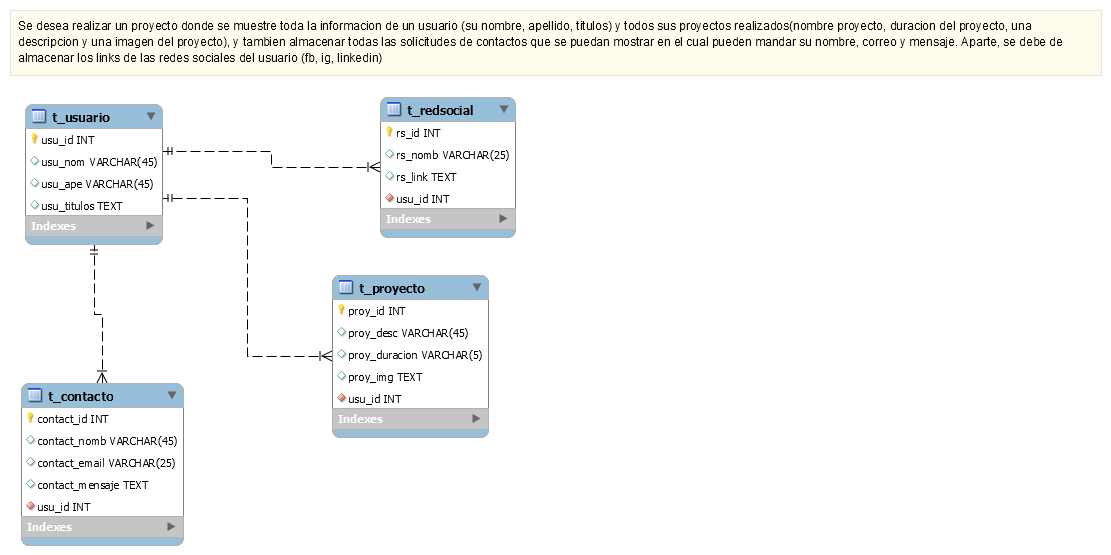 Se desea realizar un proyecto donde se muestre toda la informacion de un usuario (su nombre, apellido, titulos) y todos sus proyectos realizados(nombre proyecto, duracion del proyecto, una
descripcion y una imagen del proyecto), y tambien almacenar todas las solicitudes de contactos que se puedan mostrar en el cual pueden mandar su nombre, correo y mensaje. Aparte, se debe de
almacenar los links de las redes sociales del usuario (fb, ig, linkedin)
t_usuario
usu_id INT
usu_nom VARCHAR(45)
usu_ape VARCHAR(45)
usu_titulos TEXT
Indexes
t_redsocial
rs_id INT
rs_nomb VARCHAR(25)
rs_link TEXT
usu_id INT
Indexes
t_proyecto
proy_id INT
proy_desc VARCHAR(45)
proy_duracion VARCHAR(5)
proy_img TEXT
usu_id INT
Indexes
t_contacto
contact_id INT
contact_nomb VARCHAR(45)
contact_email VARCHAR(25)
contact_mensaje TEXT
usu_id INT
Indexes